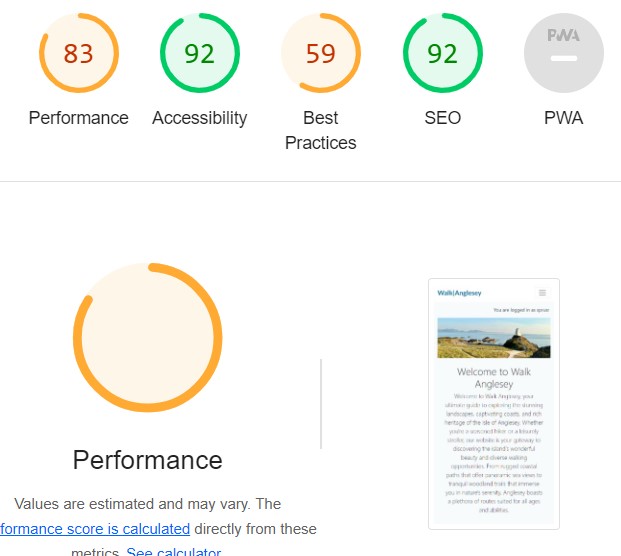 83
92
59
92
PWA
Performance
Accessibility
Best
Practices
SEO
PWA
Walk|Anglesey
You are logged in as
Welcome to Walk
Anglesey
Welcome to Walk Anglesey your
ultimate guide to exploring the stunning
landscapes, captivating coasts, and rich
heritage of the Isle of Anglesey. Whether
you're a seasoned hiker or a leisurely
stroller, our website is your gateway to
discovering the island's wonderful
beauty and diverse walking
opportunities. From rugged coastal
paths that offer panoramic sea views to
tranquil woodland trails that immerse
you in nature's serenity, Anglesey boasts
a plethora of routes suited for all ages
and abilities.
Performance
Values are estimated and may vary. The
formance score is calculated directly from these
metrics. See calculator.